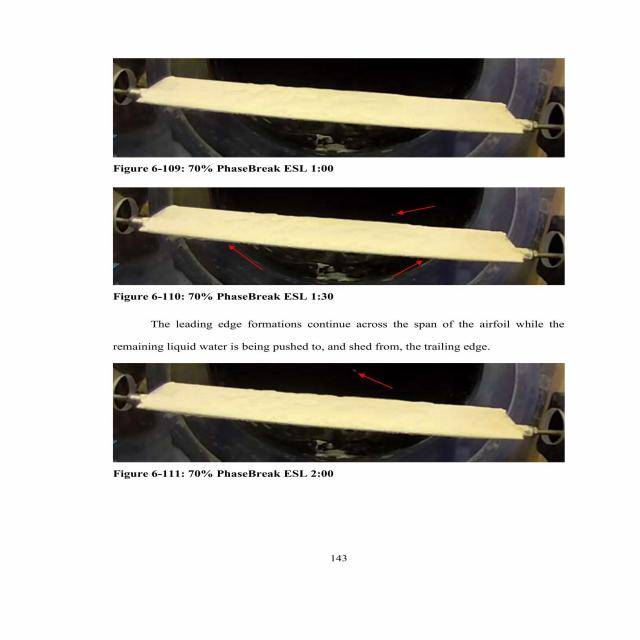 Figure 6-109: 70% PhaseBreak ESL 1:00
Figure 6-110: 70% PhaseBreak ESL 1:30
The leading edge formations continue across the span of the airfoil while the
remaining liquid water is being pushed to, and shed from, the trailing edge.
Figure 6-111: 70% PhaseBreak ESL 2:00
143